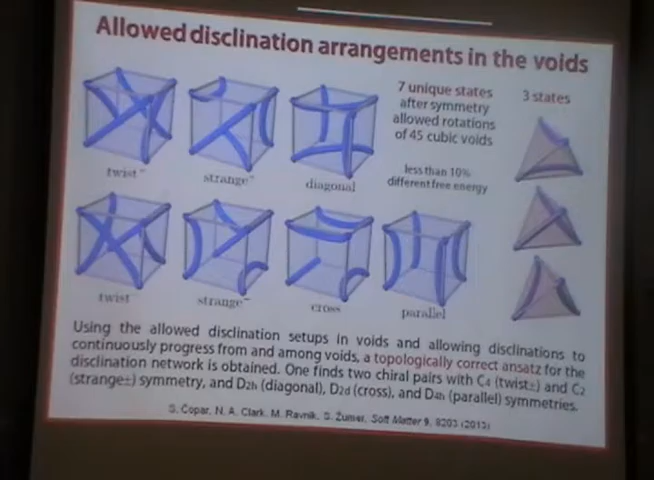 Allowed disclination arrangements in the voids
7 unique states
after symmetry
allowed rotations
of 45 cubic voids
less than 10%
different free energy
3 states
twist⁻
strange⁻
diagonal
twist
strange⁻
cross
parallel
Using the allowed disclination setups in voids and allowing disclinations to
continuously progress from and among voids, a topologically correct ansatz for the
disclination network is obtained. One finds two chiral pairs with C₄ (twist±) and C₂
(strange±) symmetry, and D₂ₕ (diagonal), D₂d (cross), and D₄ₕ (parallel) symmetries.
S. Čopar, N. A. Clark, M. Ravnik, S. Žumer, Soft Matter 9, 8203 (2013)